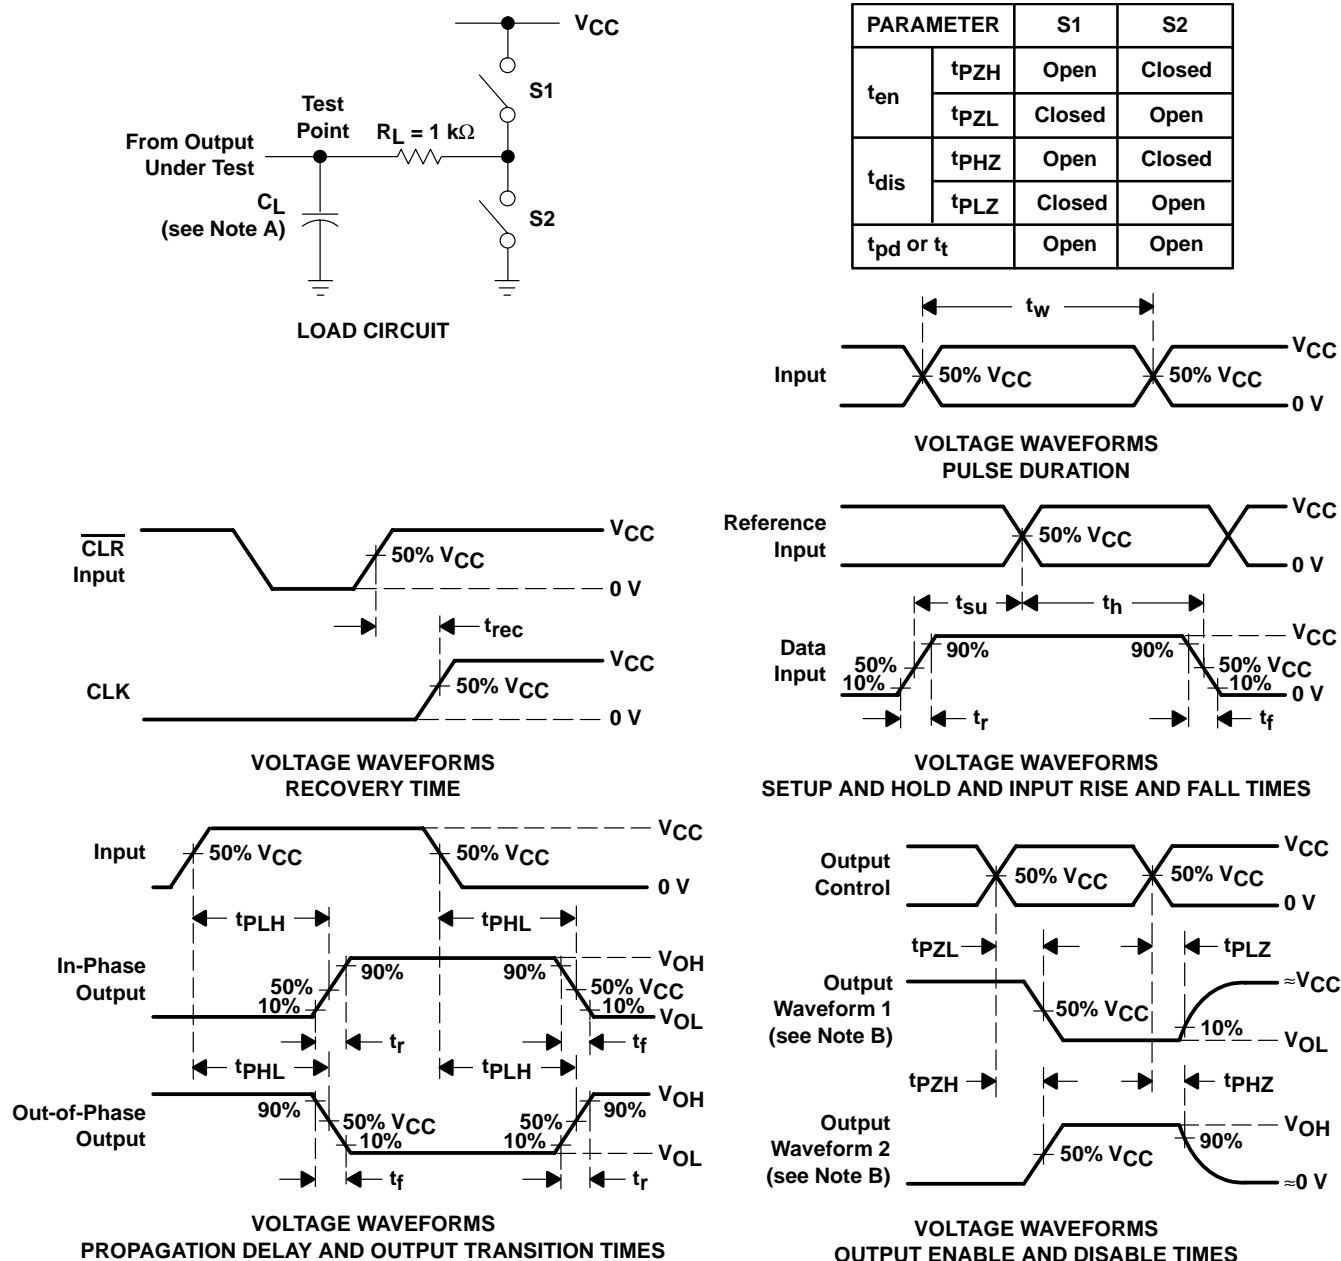 VCC
S1
Test
Point
RL = 1 kΩ
From Output
Under Test
CL
(see Note A)
S2
LOAD CIRCUIT
PARAMETER S1 S2
ten tPZH Open Closed
tPZL Closed Open
tdis tPHZ Open Closed
tPLZ Closed Open
tpd or tt Open Open
tw
VCC
Input 50% VCC 50% VCC
0 V
VOLTAGE WAVEFORMS
PULSE DURATION
CLR
Input
VCC
50% VCC
0 V
trec
VCC
CLK 50% VCC
0 V
VOLTAGE WAVEFORMS
RECOVERY TIME
Reference
Input
VCC
50% VCC
0 V
tsu th
Data
Input
VCC
90% 90%
50% 50% VCC
10% 10%
0 V
tr tf
VOLTAGE WAVEFORMS
SETUP AND HOLD AND INPUT RISE AND FALL TIMES
VCC
Input 50% VCC 50% VCC
0 V
tPLH tPHL
In-Phase
Output
VOH
90% 90%
50% 50% VCC
10% 10%
VOL
tr tf
tPHL tPLH
Out-of-Phase
Output
VOH
90% 90%
50% VCC 50%
10% 10%
VOL
tf tr
VOLTAGE WAVEFORMS
PROPAGATION DELAY AND OUTPUT TRANSITION TIMES
Output
Control
VCC
50% VCC 50% VCC
0 V
tPZL tPLZ
Output
Waveform 1
(see Note B)
≈VCC
50% VCC
10%
VOL
tPZH tPHZ
Output
Waveform 2
(see Note B)
VOH
90%
50% VCC
≈0 V
VOLTAGE WAVEFORMS
OUTPUT ENABLE AND DISABLE TIMES